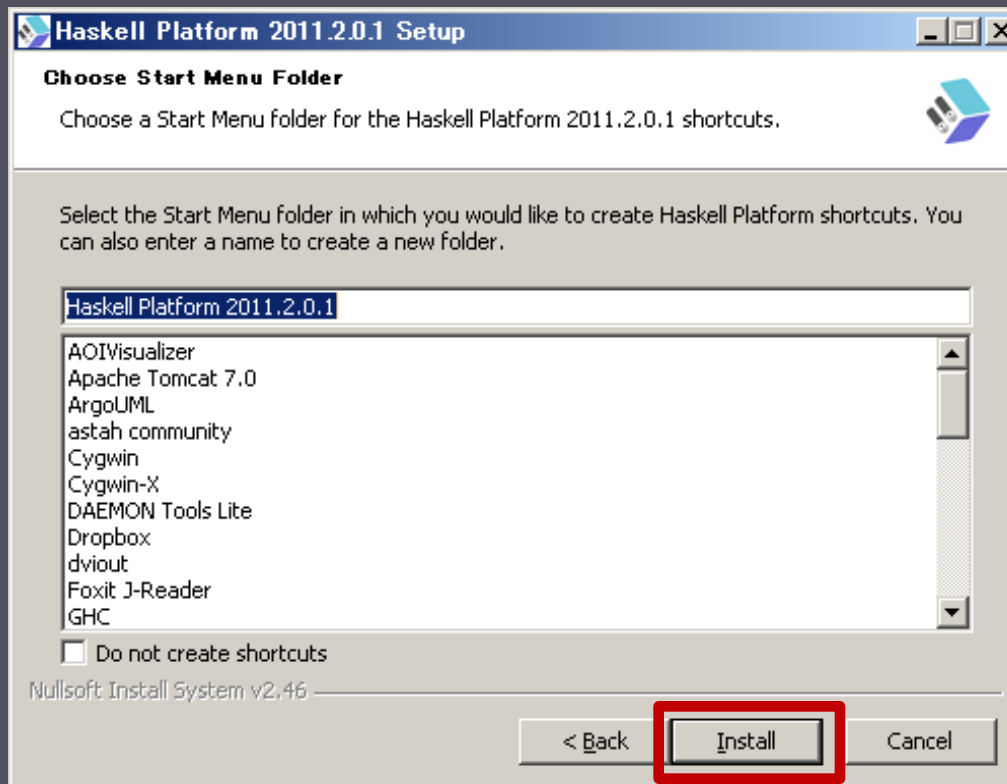 Haskell Platform 2011.2.0.1 Setup
Choose Start Menu Folder
Choose a Start Menu folder for the Haskell Platform 2011.2.0.1 shortcuts.
Select the Start Menu folder in which you would like to create Haskell Platform shortcuts. You
can also enter a name to create a new folder.
Haskell Platform 2011.2.0.1
AOIVisualizer
Apache Tomcat 7.0
ArgoUML
astah community
Cygwin
Cygwin-X
DAEMON Tools Lite
Dropbox
dviout
Foxit J-Reader
GHC
Do not create shortcuts
Nullsoft Install System v2.46
< Back Install Cancel